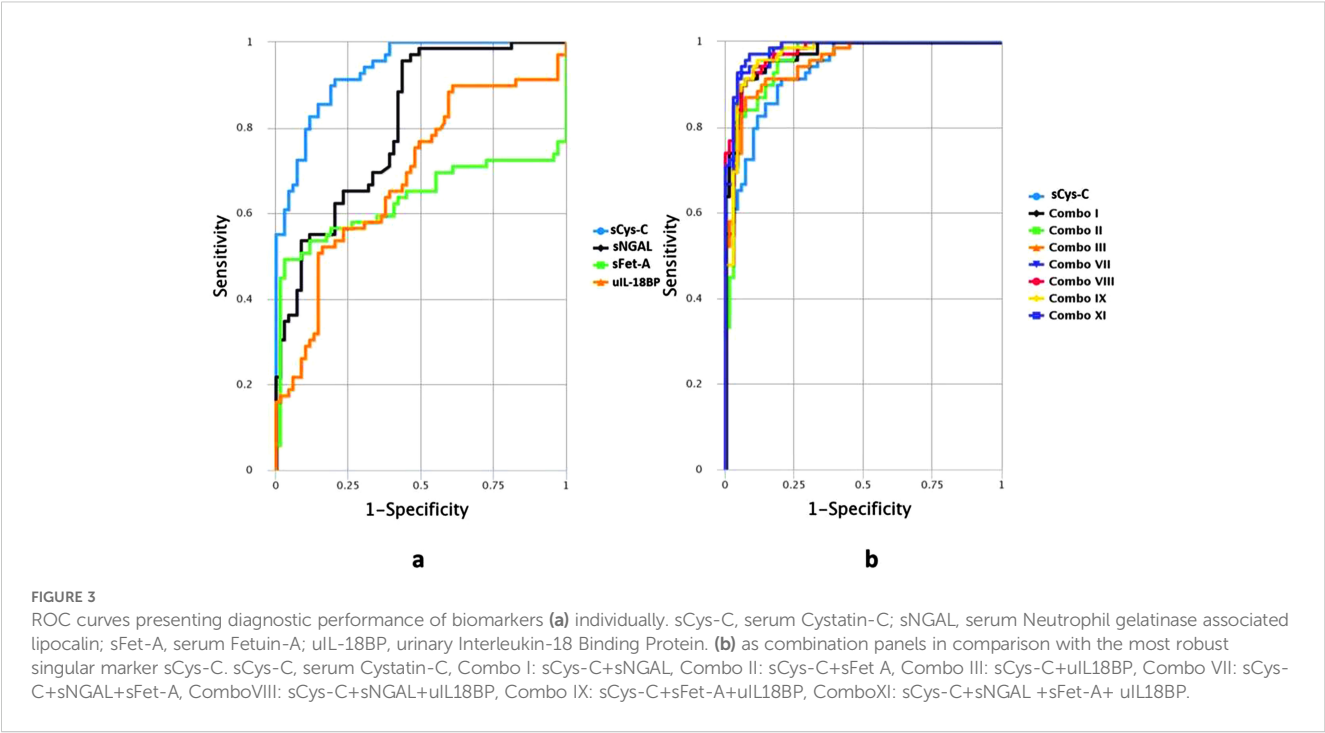 1
0.8
0.6
0.4
0.2
0
Sensitivity
0
0.25
0.5
0.75
1
1-Specificity
sCys-C
sNGAL
sFet-A
uIL-18BP
a
1
0.8
0.6
0.4
0.2
0
Sensitivity
0
0.25
0.5
0.75
1
1-Specificity
sCys-C
Combo I
Combo II
Combo III
Combo VII
Combo VIII
Combo IX
Combo XI
b
FIGURE 3
ROC curves presenting diagnostic performance of biomarkers (a) individually. sCys-C, serum Cystatin-C; sNGAL, serum Neutrophil gelatinase associated
lipocalin; sFet-A, serum Fetuin-A; uIL-18BP, urinary Interleukin-18 Binding Protein. (b) as combination panels in comparison with the most robust
singular marker sCys-C. sCys-C, serum Cystatin-C, Combo I: sCys-C+sNGAL, Combo II: sCys-C+sFet A, Combo III: sCys-C+uIL18BP, Combo VII: sCys-
C+sNGAL+sFet-A, ComboVIII: sCys-C+sNGAL+uIL18BP, Combo IX: sCys-C+sFet-A+uIL18BP, ComboXI: sCys-C+sNGAL +sFet-A+ uIL18BP.